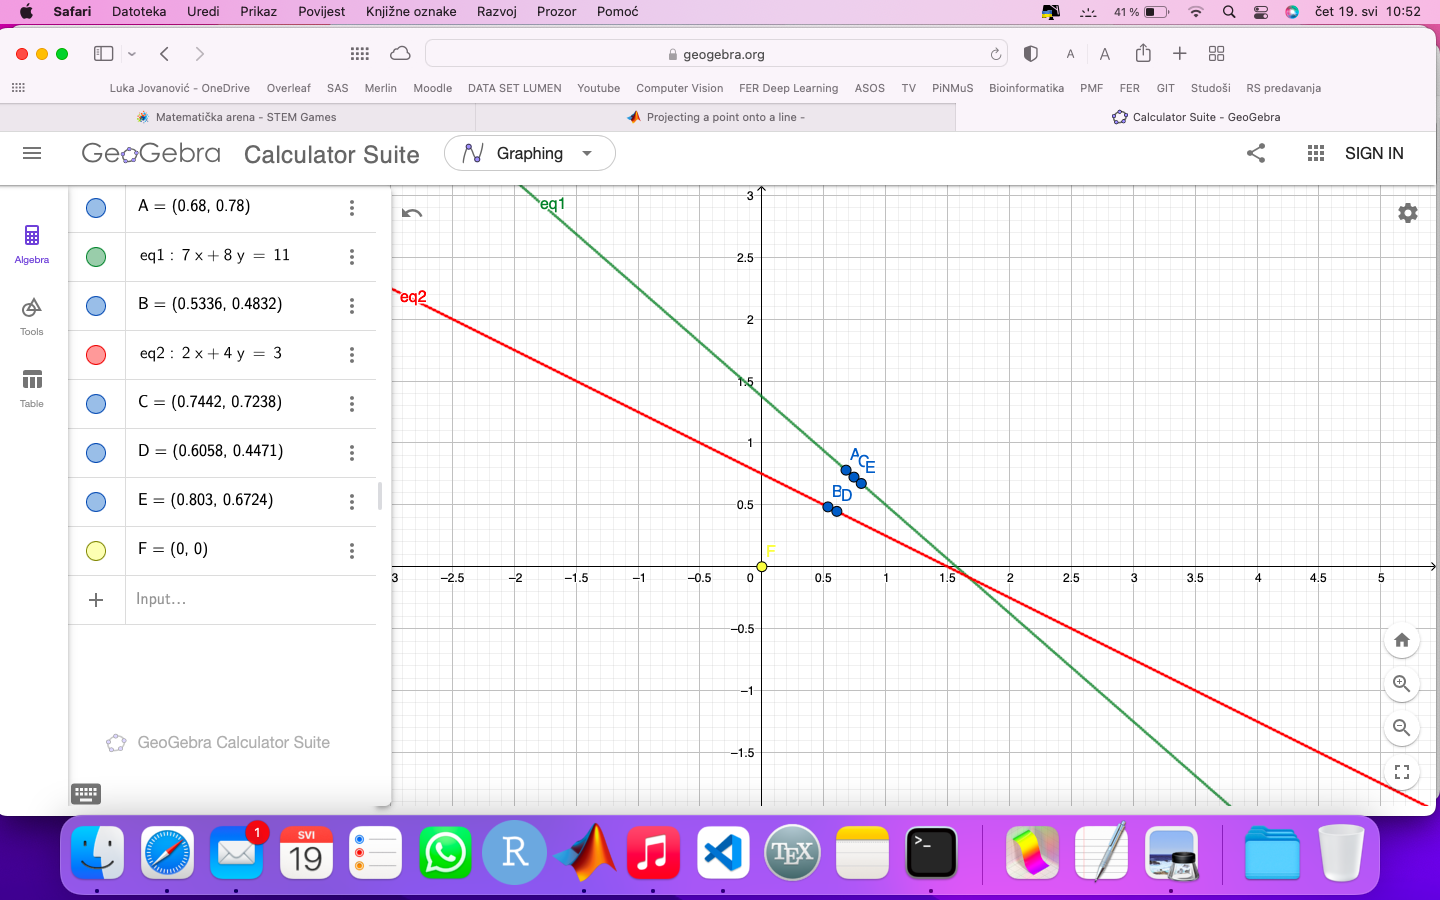 Safari Datoteka Uredi Prikaz Povijest Knjižne oznake Razvoj Prozor Pomoć 41 % čet 19. svi 10:52
geogebra.org A A
Luka Jovanović - OneDrive Overleaf SAS Merlin Moodle DATA SET LUMEN Youtube Computer Vision FER Deep Learning ASOS TV PiNMuS Bioinformatika PMF FER GIT Studoši RS predavanja
Matematička arena - STEM Games Projecting a point onto a line - Calculator Suite - GeoGebra
GeoGebra Calculator Suite Graphing SIGN IN
Algebra
Tools
Table
A = (0.68, 0.78)
eq1 : 7 x + 8 y = 11
B = (0.5336, 0.4832)
eq2 : 2 x + 4 y = 3
C = (0.7442, 0.7238)
D = (0.6058, 0.4471)
E = (0.803, 0.6724)
F = (0, 0)
Input...
GeoGebra Calculator Suite
eq1
eq2
3
2.5
2
1.5
1
0.5
A C E
B D
F
3 −2.5 −2 −1.5 −1 −0.5 0 0.5 1 1.5 2 2.5 3 3.5 4 4.5 5
−0.5
−1
−1.5
1
SVI
19
R
TEX
>_